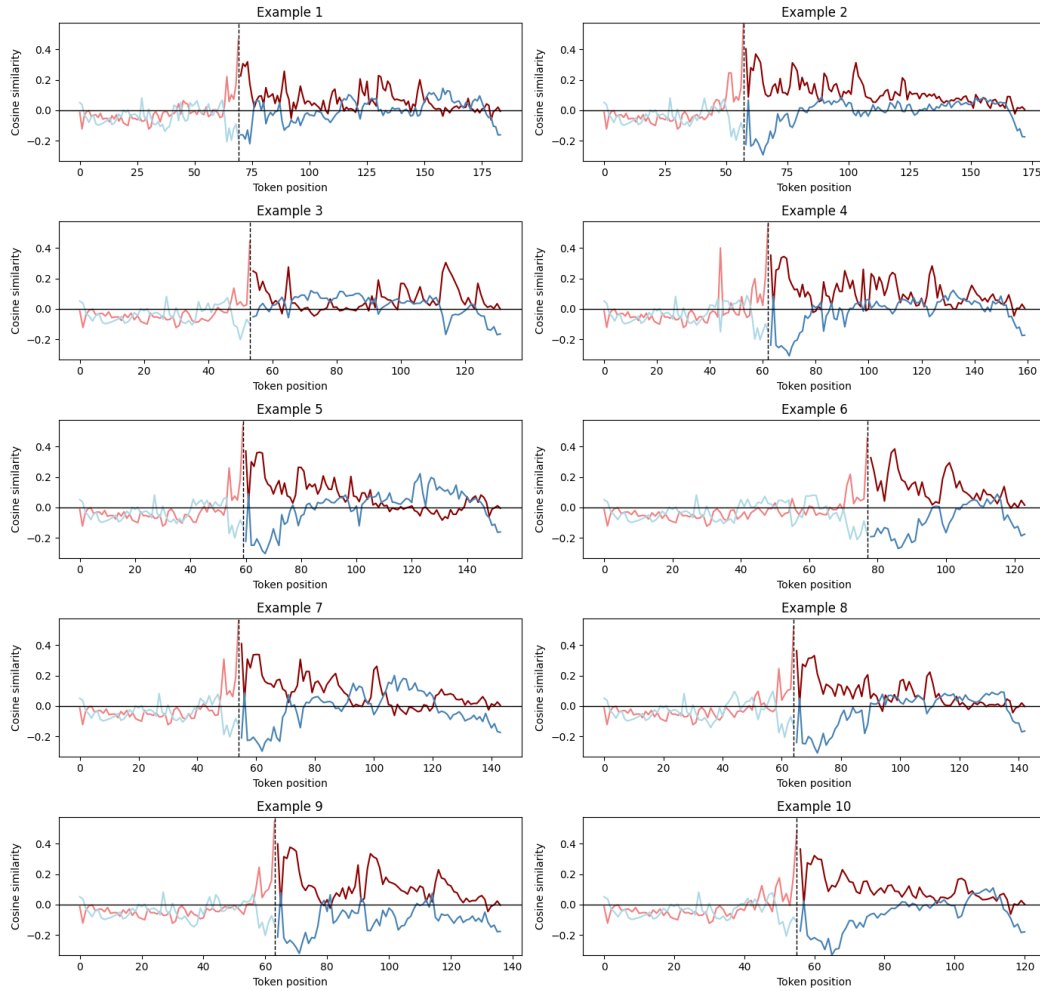 Example 1
Cosine similarity
0.4
0.2
0.0
−0.2
0 25 50 75 100 125 150 175
Token position
Example 2
Cosine similarity
0.4
0.2
0.0
−0.2
0 25 50 75 100 125 150 175
Token position
Example 3
Cosine similarity
0.4
0.2
0.0
−0.2
0 20 40 60 80 100 120
Token position
Example 4
Cosine similarity
0.4
0.2
0.0
−0.2
0 20 40 60 80 100 120 140 160
Token position
Example 5
Cosine similarity
0.4
0.2
0.0
−0.2
0 20 40 60 80 100 120 140
Token position
Example 6
Cosine similarity
0.4
0.2
0.0
−0.2
0 20 40 60 80 100 120
Token position
Example 7
Cosine similarity
0.4
0.2
0.0
−0.2
0 20 40 60 80 100 120 140
Token position
Example 8
Cosine similarity
0.4
0.2
0.0
−0.2
0 20 40 60 80 100 120 140
Token position
Example 9
Cosine similarity
0.4
0.2
0.0
−0.2
0 20 40 60 80 100 120 140
Token position
Example 10
Cosine similarity
0.4
0.2
0.0
−0.2
0 20 40 60 80 100 120
Token position